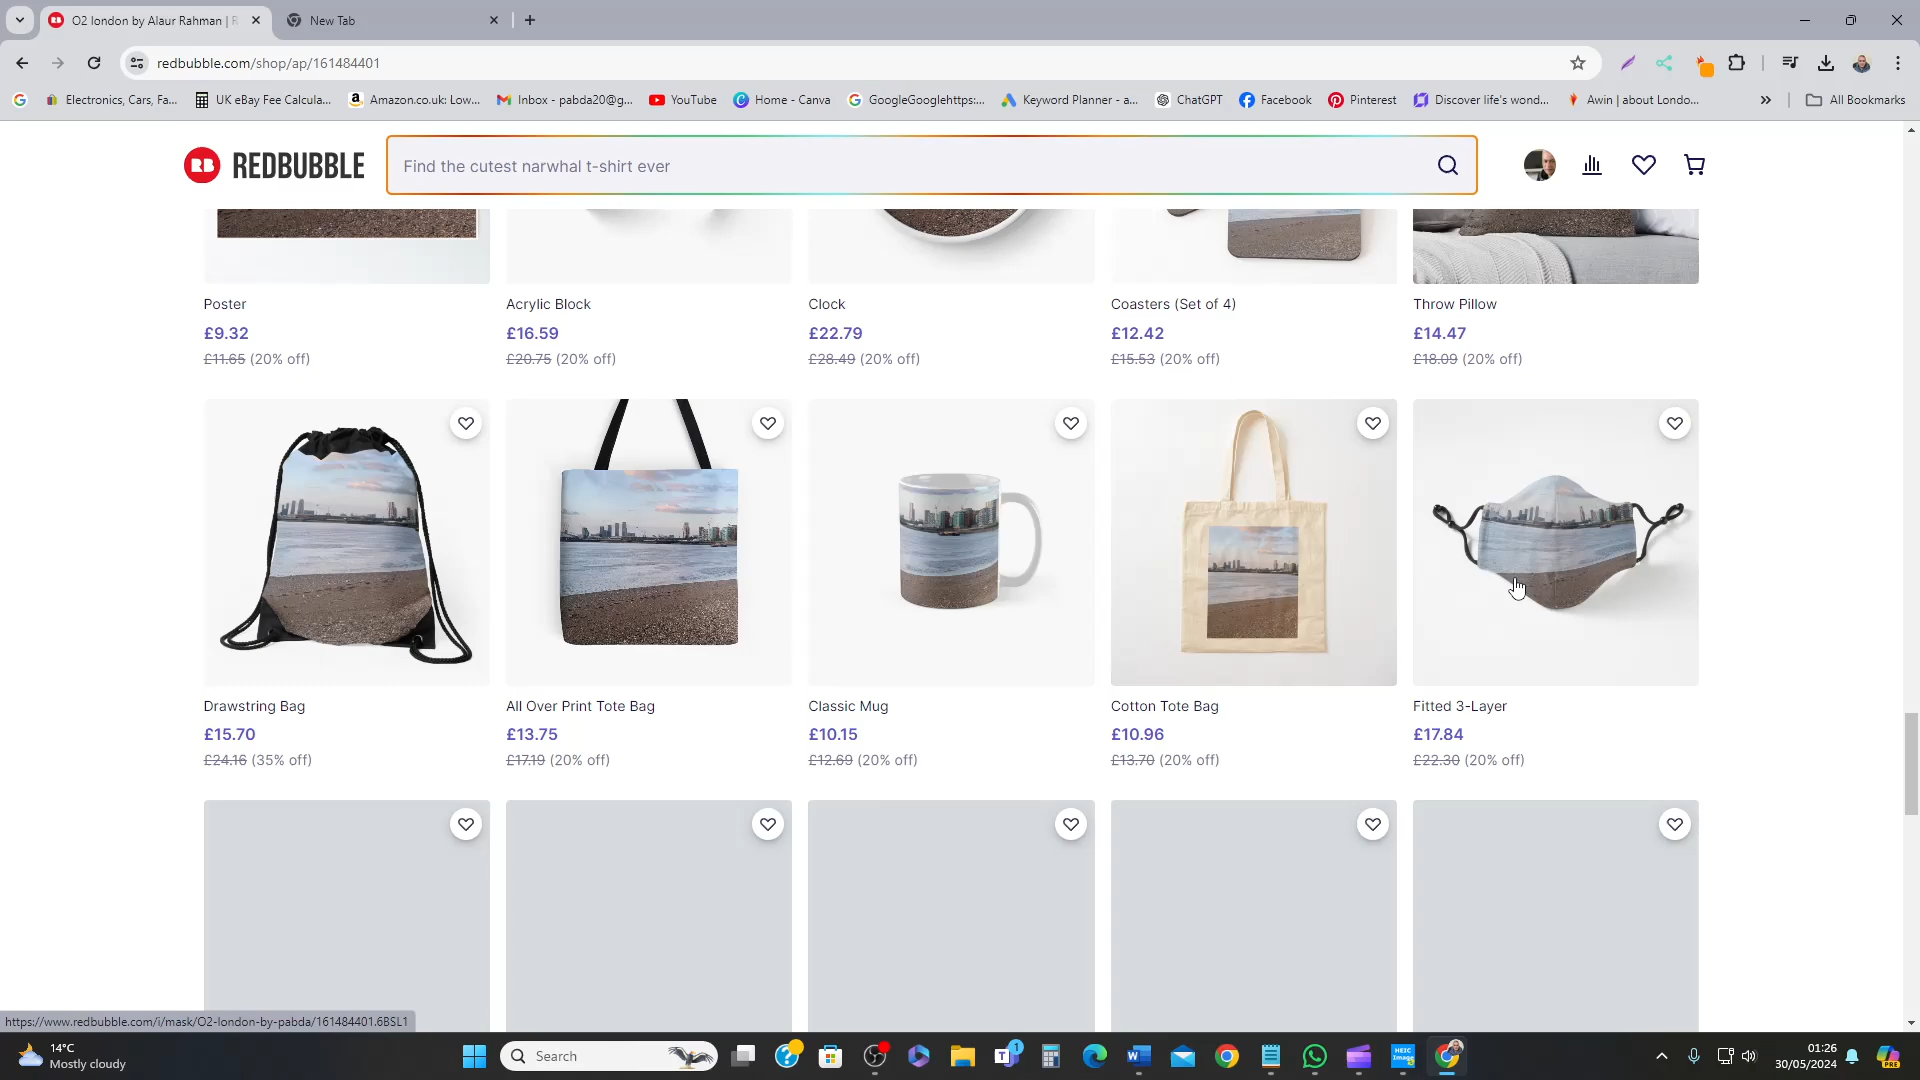 O2 london by Alaur Rahman | R
New Tab
redbubble.com/shop/ap/161484401
Electronics, Cars, Fa...
UK eBay Fee Calcula...
Amazon.co.uk: Low...
Inbox - pabda20@g...
YouTube
Home - Canva
GoogleGooglehttps:...
Keyword Planner - a...
ChatGPT
Facebook
Pinterest
Discover life's wond...
Awin | about Londo...
All Bookmarks
RB REDBUBBLE
Find the cutest narwhal t-shirt ever
Poster
£9.32
£11.65 (20% off)
Acrylic Block
£16.59
£20.75 (20% off)
Clock
£22.79
£28.49 (20% off)
Coasters (Set of 4)
£12.42
£15.53 (20% off)
Throw Pillow
£14.47
£18.09 (20% off)
Drawstring Bag
£15.70
£24.16 (35% off)
All Over Print Tote Bag
£13.75
£17.19 (20% off)
Classic Mug
£10.15
£12.69 (20% off)
Cotton Tote Bag
£10.96
£13.70 (20% off)
Fitted 3-Layer
£17.84
£22.30 (20% off)
https://www.redbubble.com/i/mask/O2-london-by-pabda/161484401.6BSL1
14°C
Mostly cloudy
Search
1
01:26
30/05/2024